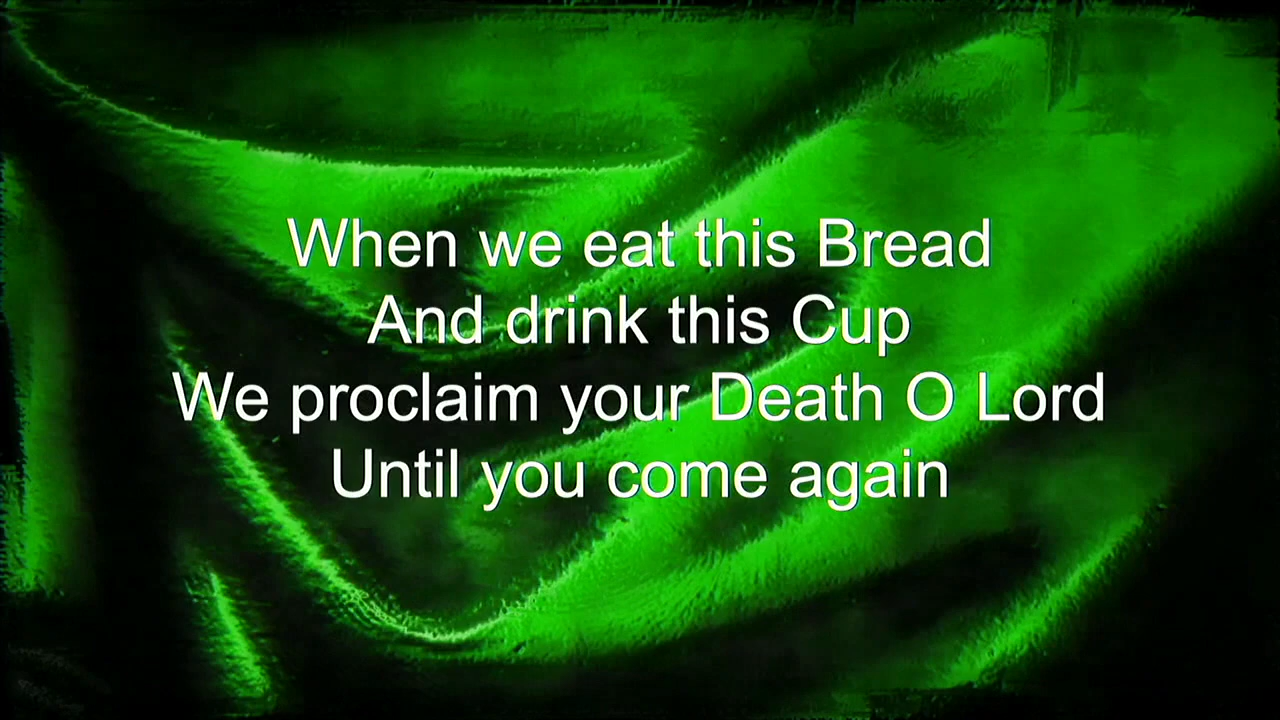 When we eat this Bread
And drink this Cup
We proclaim your Death O Lord
Until you come again